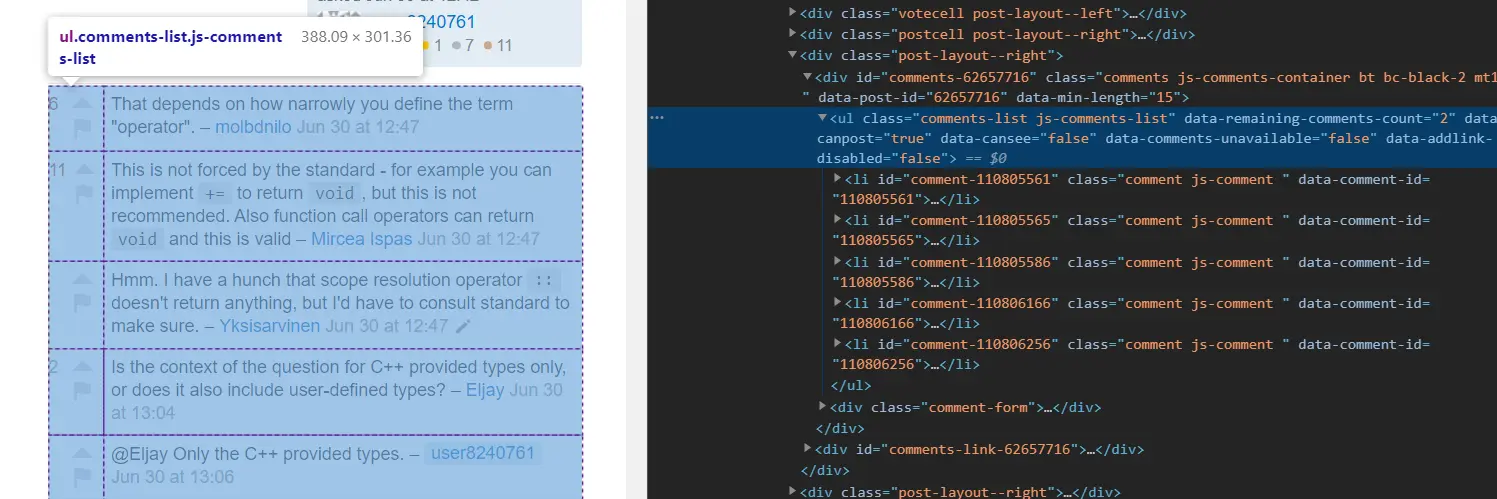 8240761
1 7 11
ul.comments-list.js-comment
s-list
388.09 × 301.36
6
That depends on how narrowly you define the term
"operator". – molbdnilo Jun 30 at 12:47
11
This is not forced by the standard - for example you can
implement += to return void , but this is not
recommended. Also function call operators can return
void and this is valid – Mircea Ispas Jun 30 at 12:47
Hmm. I have a hunch that scope resolution operator ::
doesn't return anything, but I'd have to consult standard to
make sure. – Yksisarvinen Jun 30 at 12:47
2
Is the context of the question for C++ provided types only,
or does it also include user-defined types? – Eljay Jun 30
at 13:04
@Eljay Only the C++ provided types. – user8240761
Jun 30 at 13:06
<div class="votecell post-layout--left">…</div>
<div class="postcell post-layout--right">…</div>
<div class="post-layout--right">
<div id="comments-62657716" class="comments js-comments-container bt bc-black-2 mt1
" data-post-id="62657716" data-min-length="15">
… <ul class="comments-list js-comments-list" data-remaining-comments-count="2" data
canpost="true" data-cansee="false" data-comments-unavailable="false" data-addlink-
disabled="false"> == $0
<li id="comment-110805561" class="comment js-comment " data-comment-id=
"110805561">…</li>
<li id="comment-110805565" class="comment js-comment " data-comment-id=
"110805565">…</li>
<li id="comment-110805586" class="comment js-comment " data-comment-id=
"110805586">…</li>
<li id="comment-110806166" class="comment js-comment " data-comment-id=
"110806166">…</li>
<li id="comment-110806256" class="comment js-comment " data-comment-id=
"110806256">…</li>
</ul>
<div class="comment-form">…</div>
</div>
<div id="comments-link-62657716">…</div>
</div>
<div class="post-layout--right">…</div>